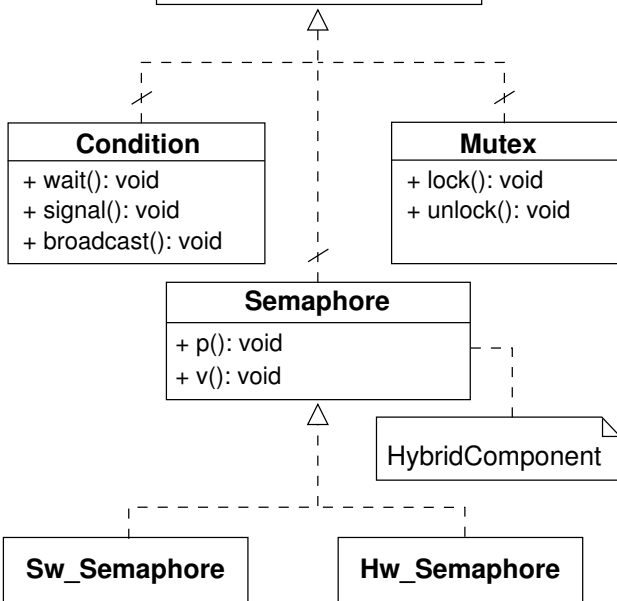 Condition
+ wait(): void
+ signal(): void
+ broadcast(): void
Mutex
+ lock(): void
+ unlock(): void
Semaphore
+ p(): void
+ v(): void
HybridComponent
Sw_Semaphore
Hw_Semaphore